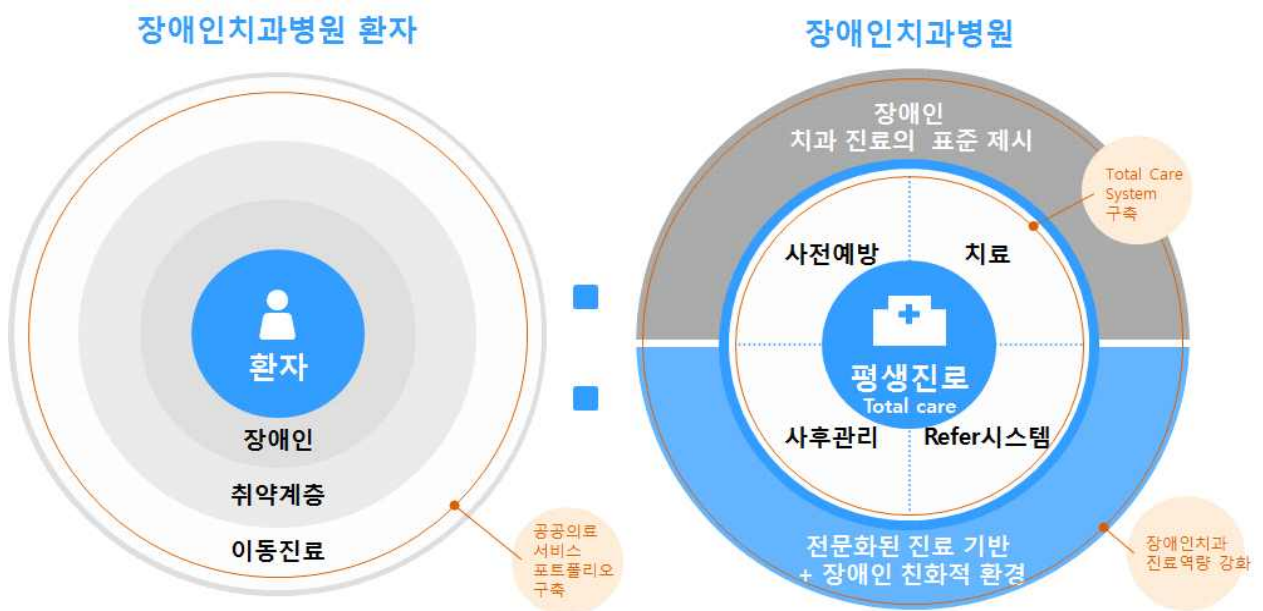 장애인치과병원 환자
환자
장애인
취약계층
이동진료
공공의료
서비스
포트폴리오
구축
장애인치과병원
장애인
치과 진료의 표준 제시
Total Care
System
구축
사전예방
치료
평생진로
Total care
사후관리
Refer시스템
전문화된 진료 기반
+ 장애인 친화적 환경
장애인치과
진료역량 강화